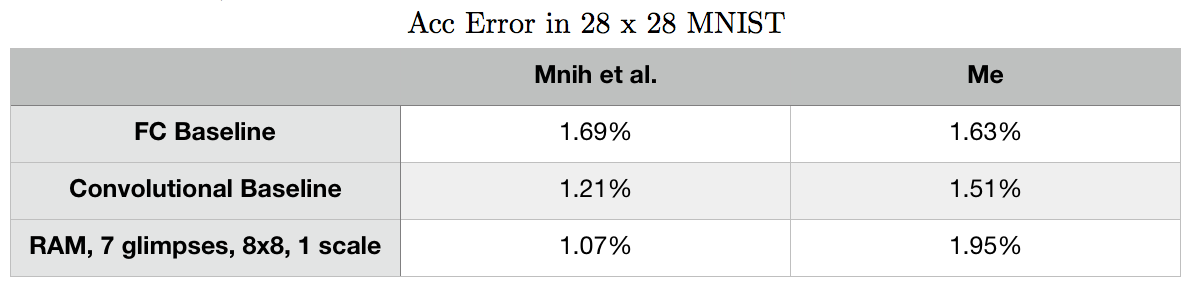 Acc Error in 28 x 28 MNIST
Mnih et al. Me
FC Baseline 1.69% 1.63%
Convolutional Baseline 1.21% 1.51%
RAM, 7 glimpses, 8x8, 1 scale 1.07% 1.95%